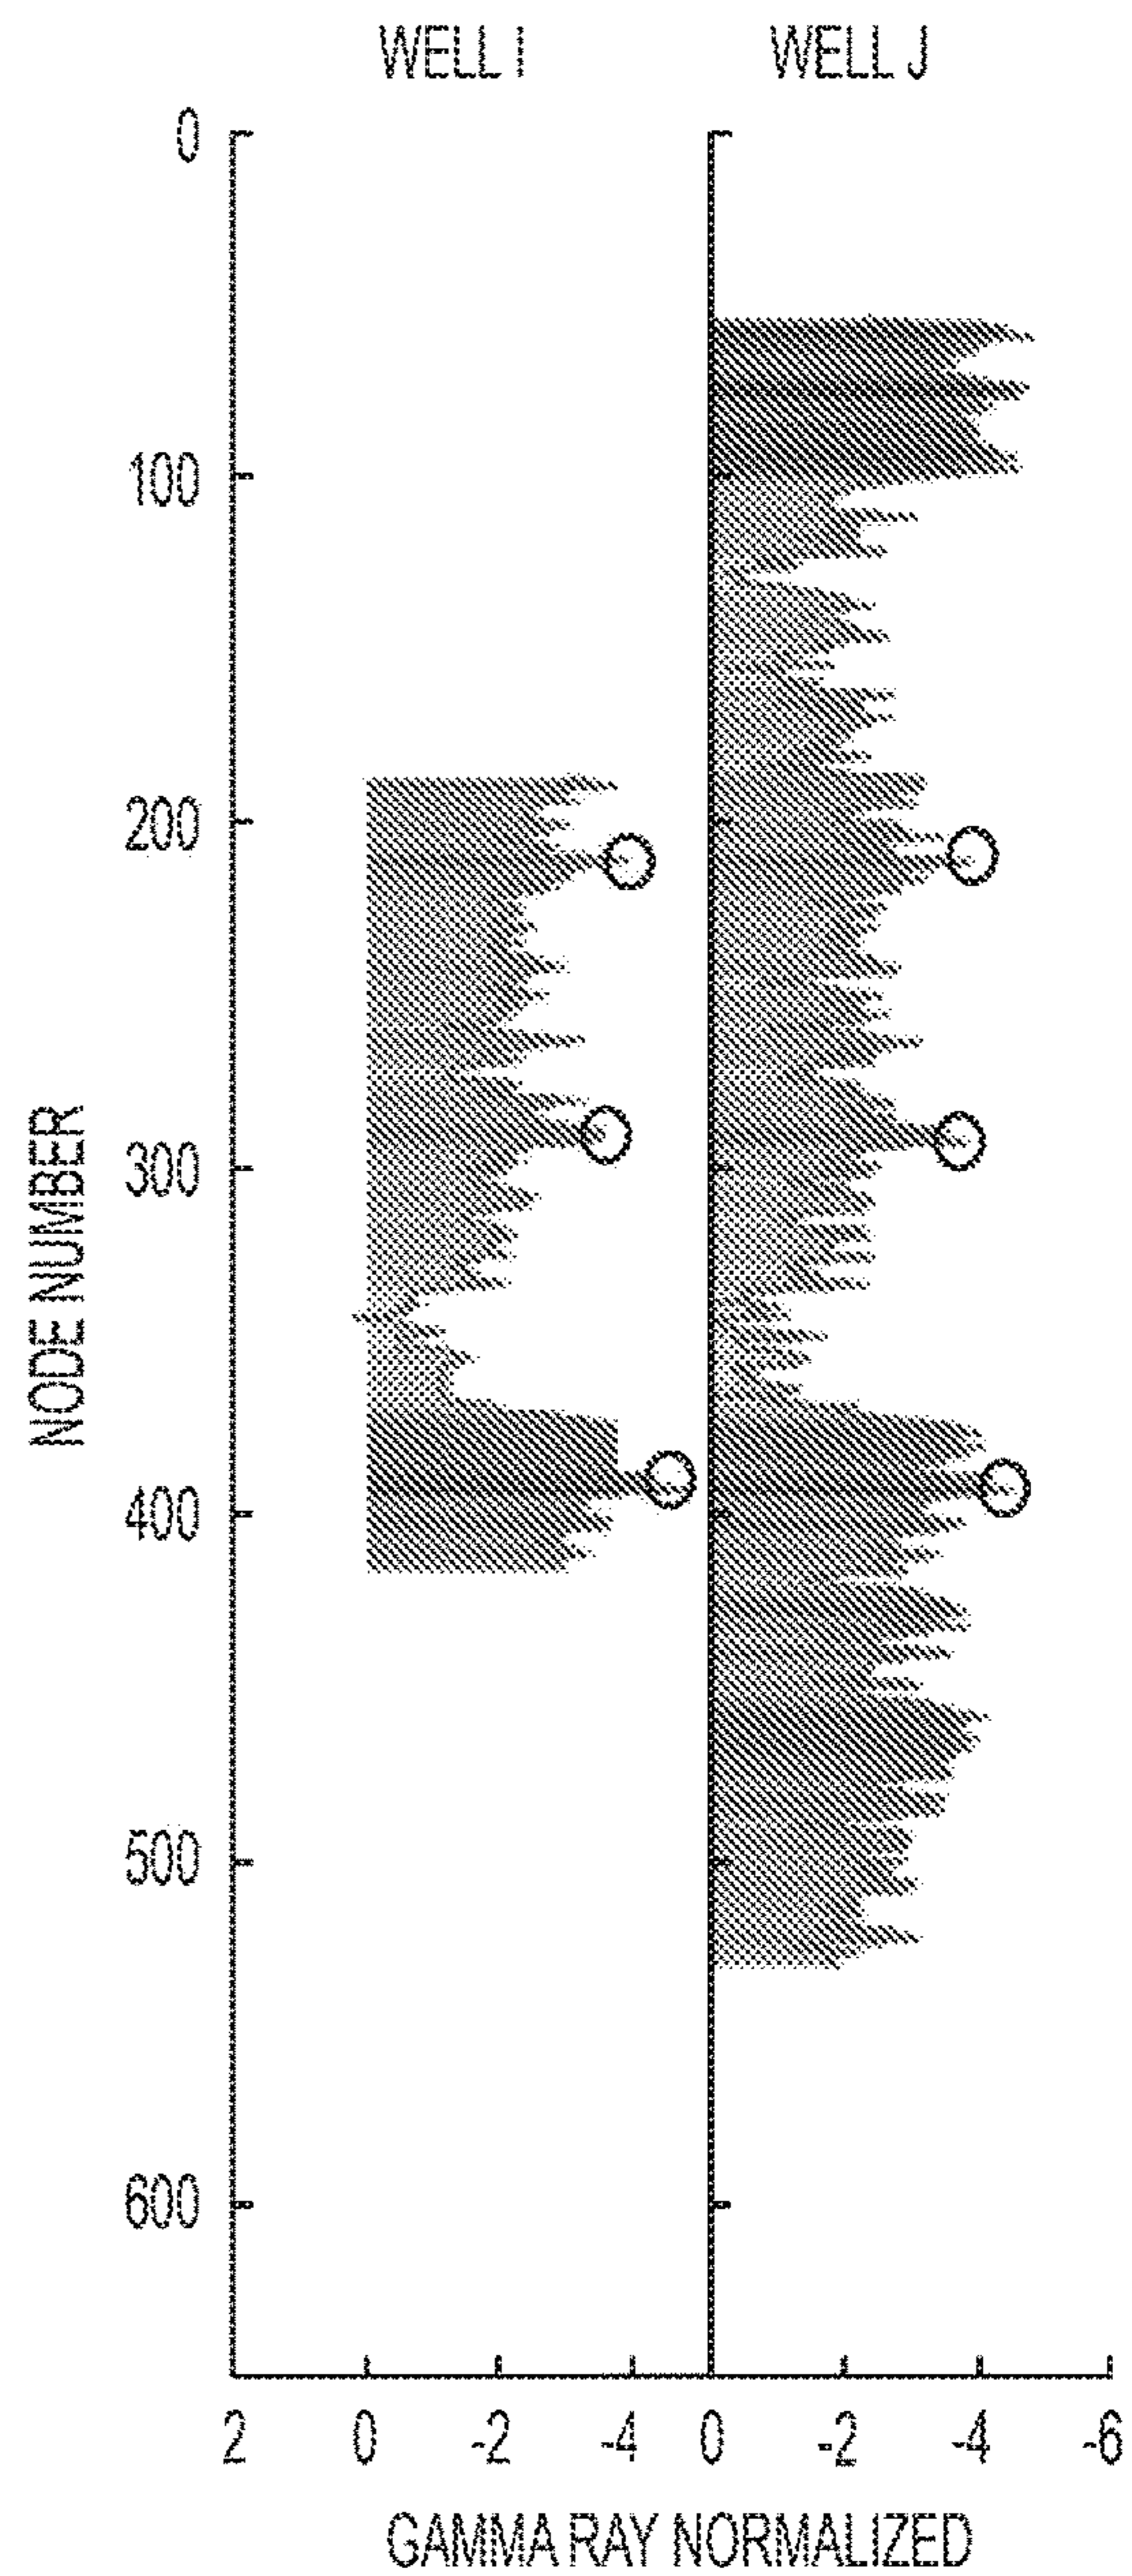 WELL I WELL J
0
100
200
300
400
500
600
NODE NUMBER
2 0 -2 -4 0 -2 -4 -6
GAMMA RAY NORMALIZED